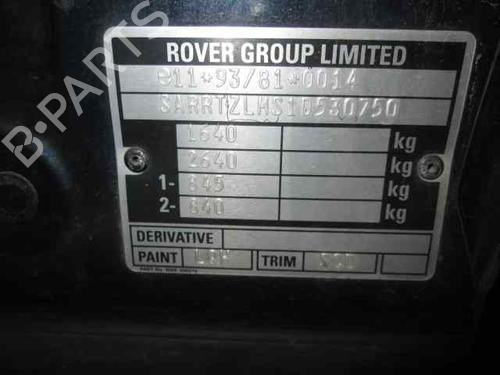 ROVER GROUP LIMITED
e11*93/81*0014
SARRTZLHS1D530750
1640 kg
2640 kg
1- 845 kg
2- 840 kg
DERIVATIVE
PAINT TRIM
B-PARTS